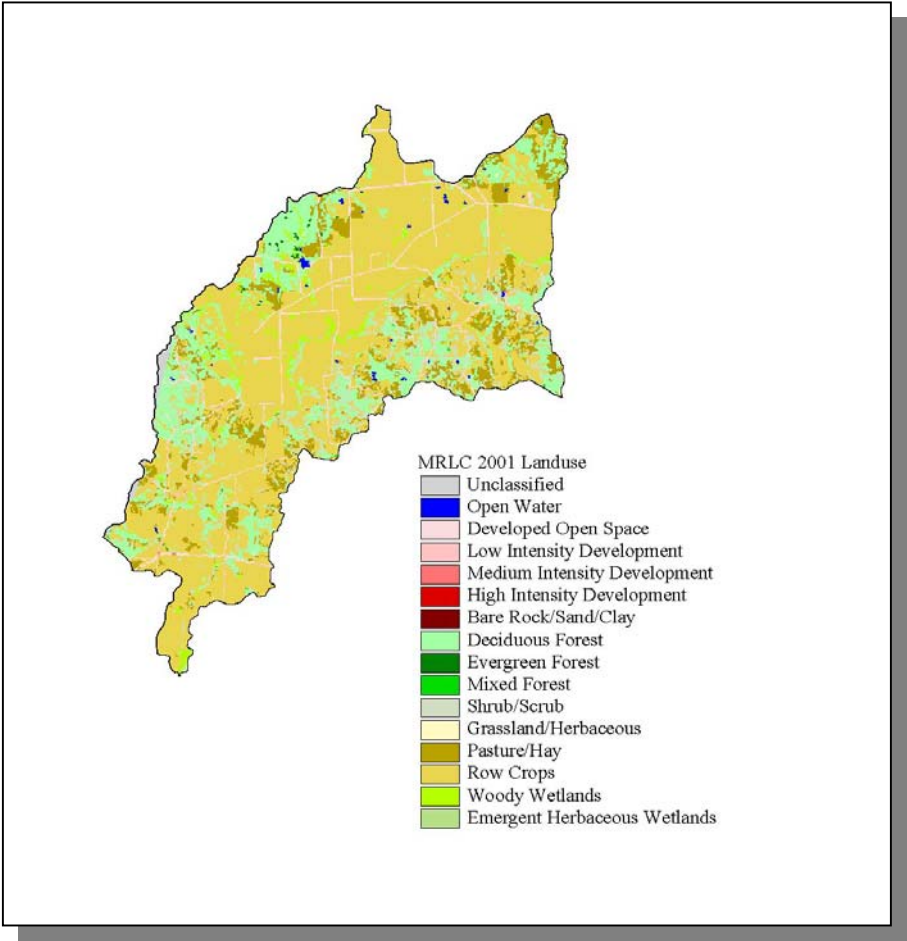 MRLC 2001 Landuse
Unclassified
Open Water
Developed Open Space
Low Intensity Development
Medium Intensity Development
High Intensity Development
Bare Rock/Sand/Clay
Deciduous Forest
Evergreen Forest
Mixed Forest
Shrub/Scrub
Grassland/Herbaceous
Pasture/Hay
Row Crops
Woody Wetlands
Emergent Herbaceous Wetlands